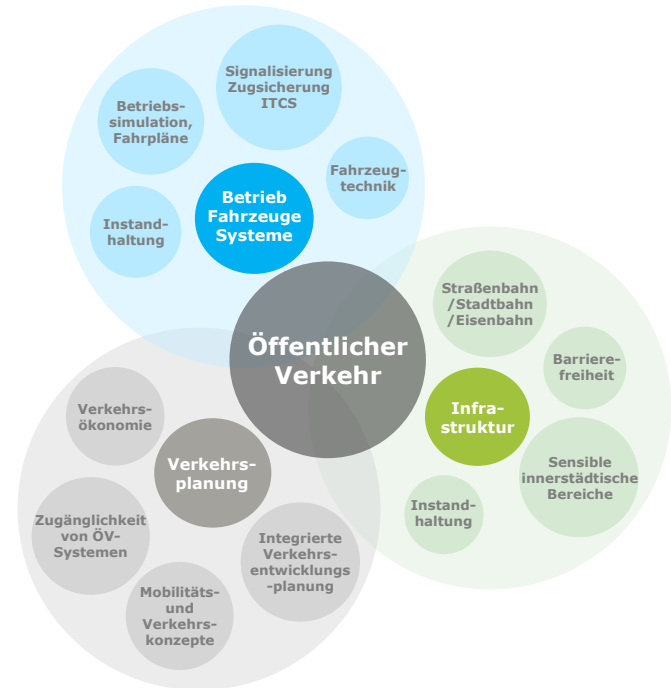 Signalisierung
Zugsicherung
ITCS
Betriebs-
simulation,
Fahrpläne
Fahrzeug-
technik
Betrieb
Fahrzeuge
Systeme
Instand-
haltung
Öffentlicher
Verkehr
Straßenbahn
/Stadtbahn
/Eisenbahn
Barriere-
freiheit
Infra-
struktur
Sensible
innerstädtische
Bereiche
Instand-
haltung
Verkehrs-
ökonomie
Verkehrs-
planung
Zugänglichkeit
von ÖV-
Systemen
Integrierte
Verkehrs-
entwicklungs
-planung
Mobilitäts-
und
Verkehrs-
konzepte